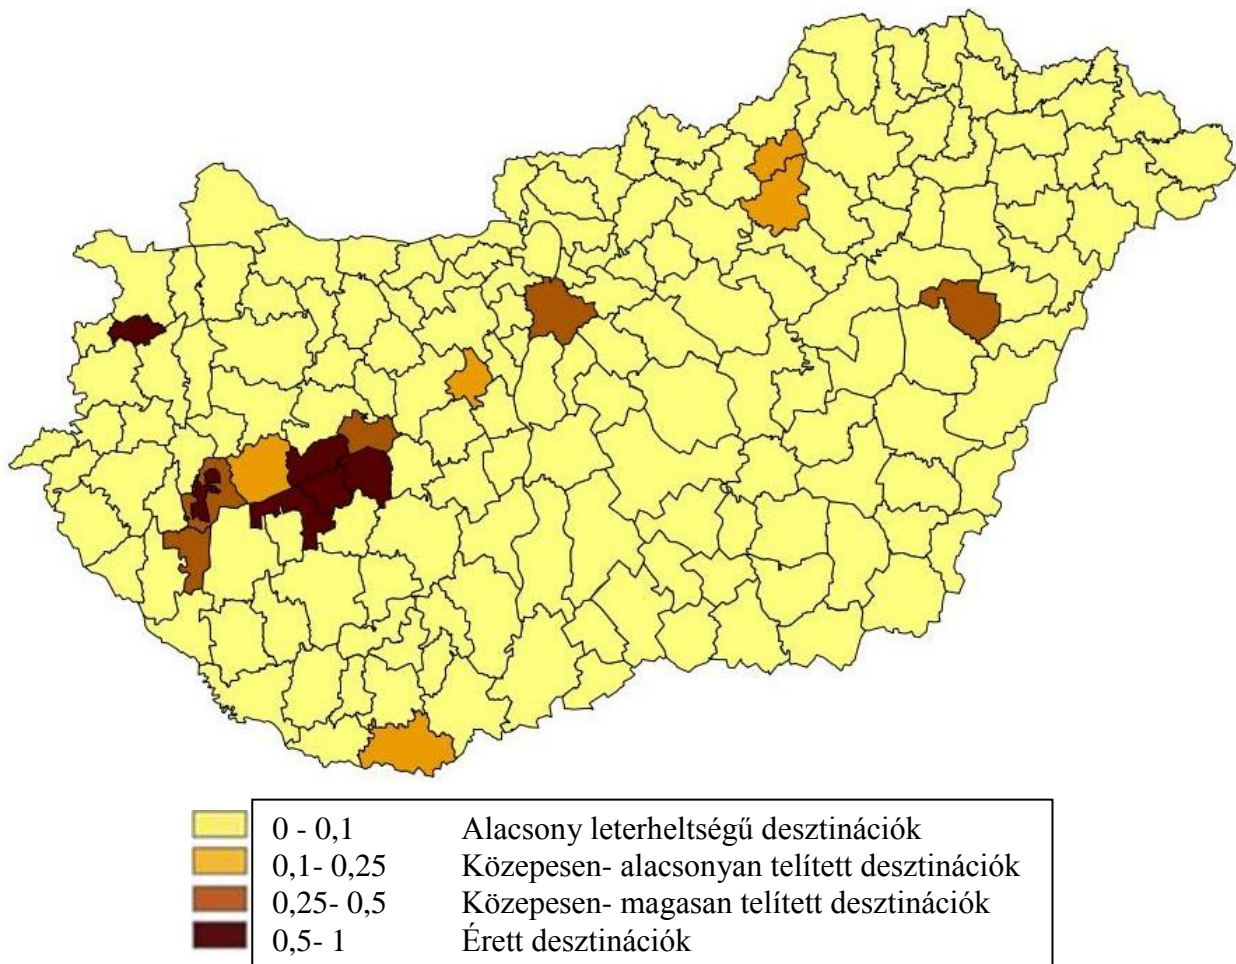 0 - 0,1 Alacsony leterheltségű desztinációk
0,1- 0,25 Közepesen- alacsonyan telített desztinációk
0,25- 0,5 Közepesen- magasan telített desztinációk
0,5- 1 Érett desztinációk